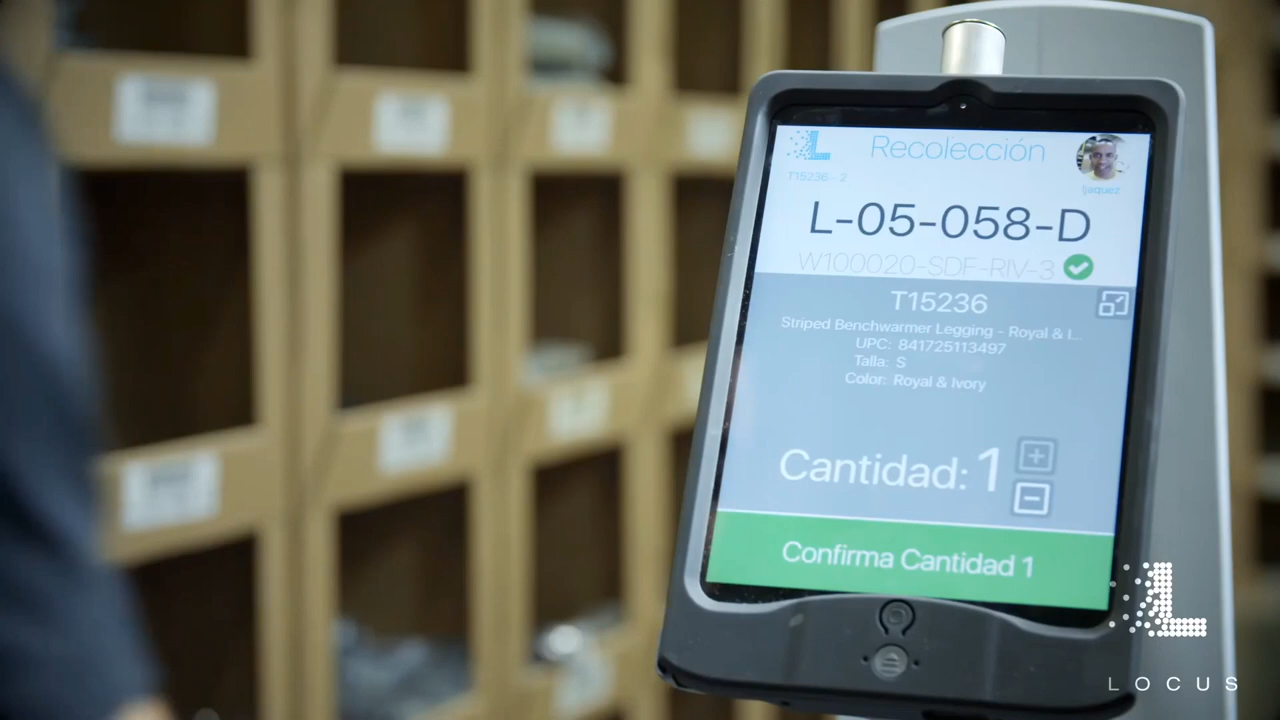 Recolección
T15236 - 2
ljaquez
L-05-058-D
W100020-SDF-RIV-3
T15236
Striped Benchwarmer Legging - Royal & I...
UPC: 841725113497
Talla: S
Color: Royal & Ivory
Cantidad: 1
Confirma Cantidad 1
LOCUS